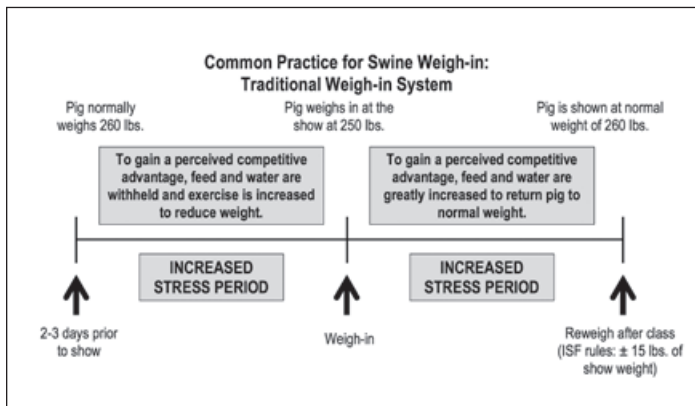 Common Practice for Swine Weigh-in:
Traditional Weigh-in System
Pig normally
weighs 260 lbs.
Pig weighs in at the
show at 250 lbs.
Pig is shown at normal
weight of 260 lbs.
To gain a perceived competitive
advantage, feed and water are
withheld and exercise is increased
to reduce weight.
To gain a perceived competitive
advantage, feed and water are
greatly increased to return pig to
normal weight.
INCREASED
STRESS PERIOD
INCREASED
STRESS PERIOD
2-3 days prior
to show
Weigh-in
Reweigh after class
(ISF rules: ± 15 lbs. of
show weight)